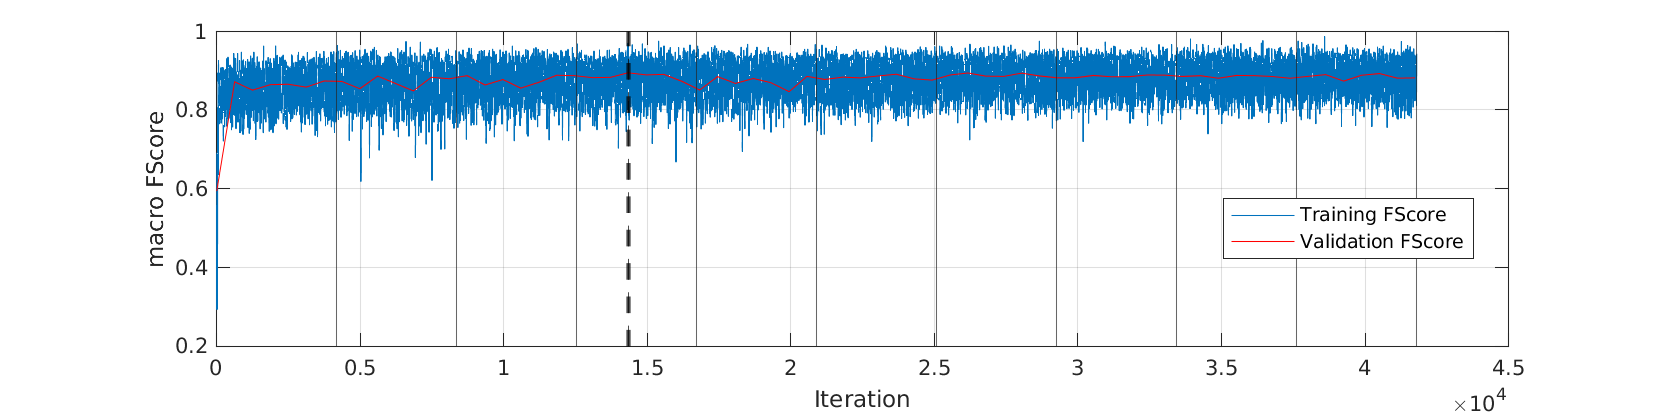 1
0.8
0.6
0.4
0.2
macro FScore
Training FScore
Validation FScore
0 0.5 1 1.5 2 2.5 3 3.5 4 4.5
Iteration
×10^4